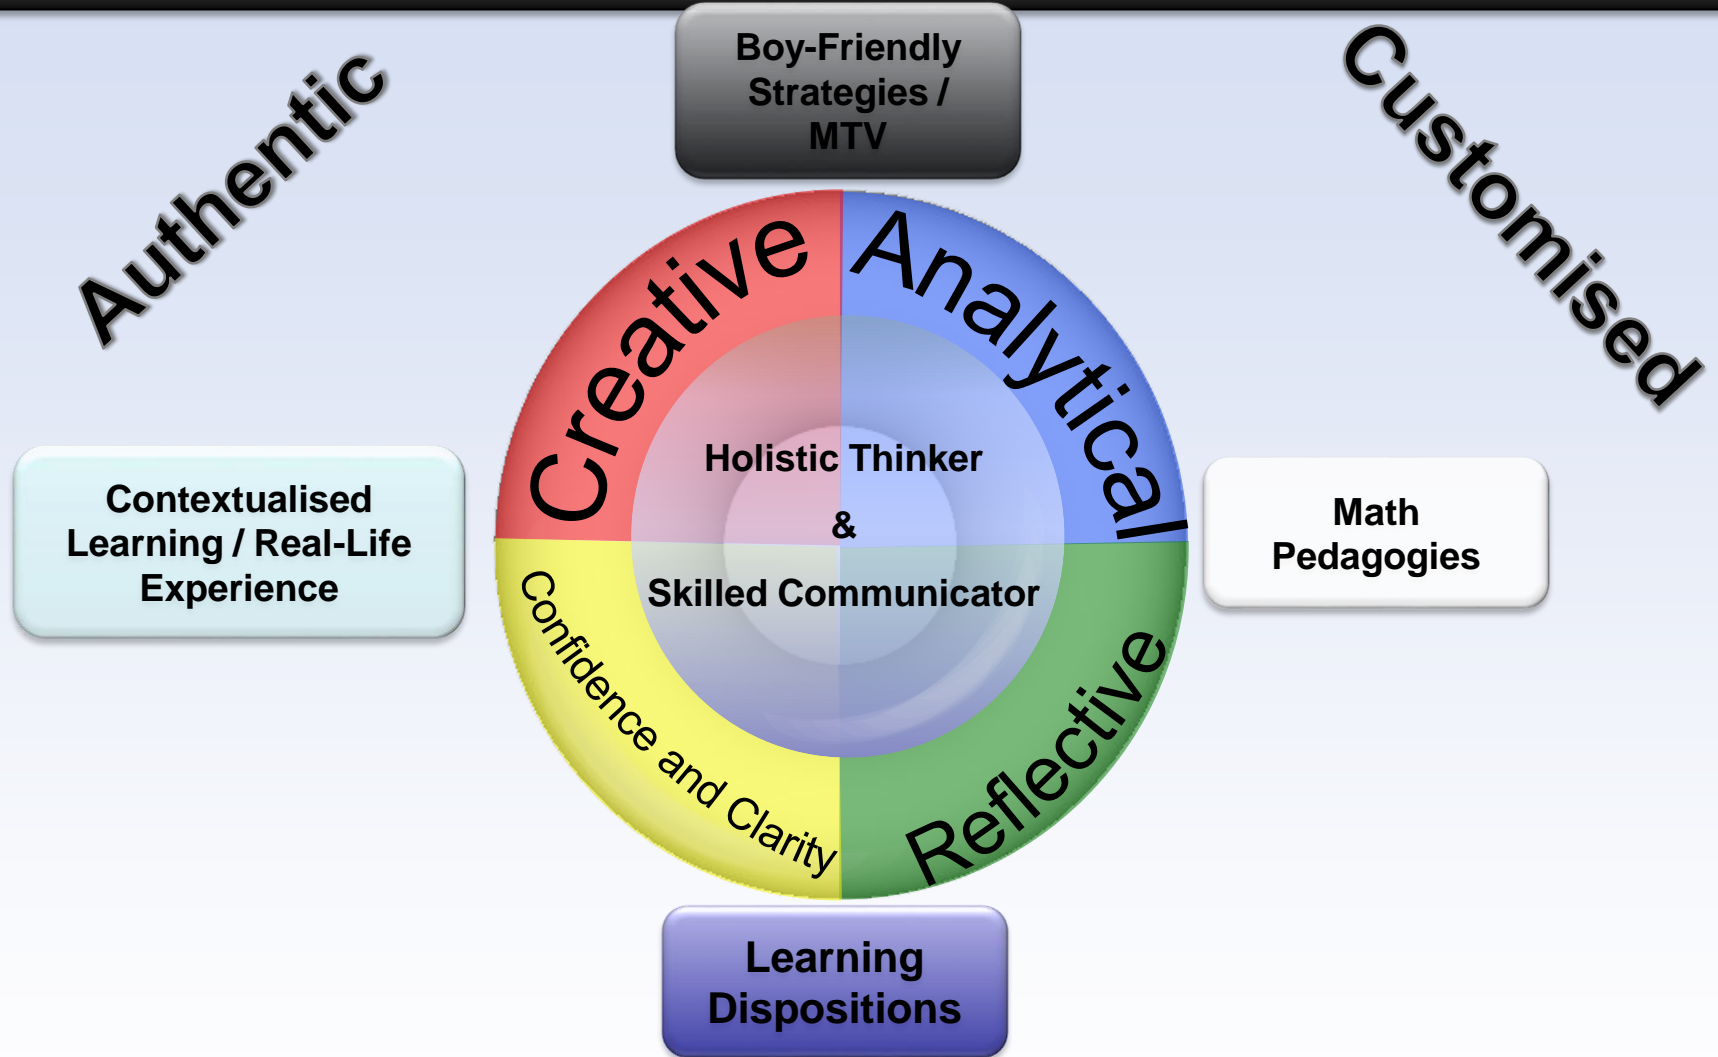 Boy-Friendly
Strategies /
MTV
Authentic
Customised
Creative
Analytical
Holistic Thinker
&
Skilled Communicator
Contextualised
Learning / Real-Life
Experience
Math
Pedagogies
Confidence and Clarity
Reflective
Learning
Dispositions